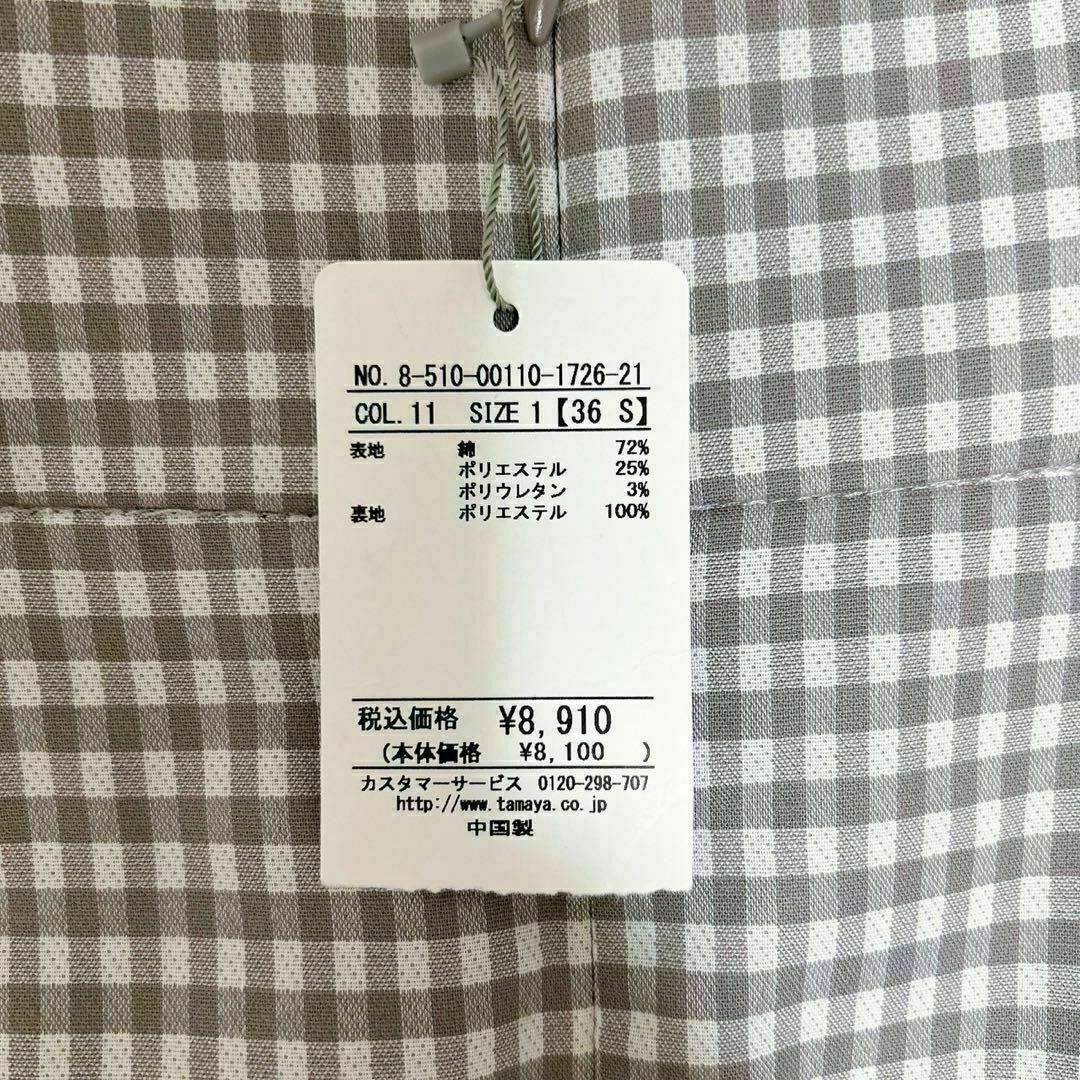 NO. 8-510-00110-1726-21
COL. 11 SIZE 1【36 S】
表地 綿 72%
ポリエステル 25%
ポリウレタン 3%
裏地 ポリエステル 100%
税込価格 ¥8,910
(本体価格 ¥8,100 )
カスタマーサービス 0120-298-707
http://www.tamaya.co.jp
中国製